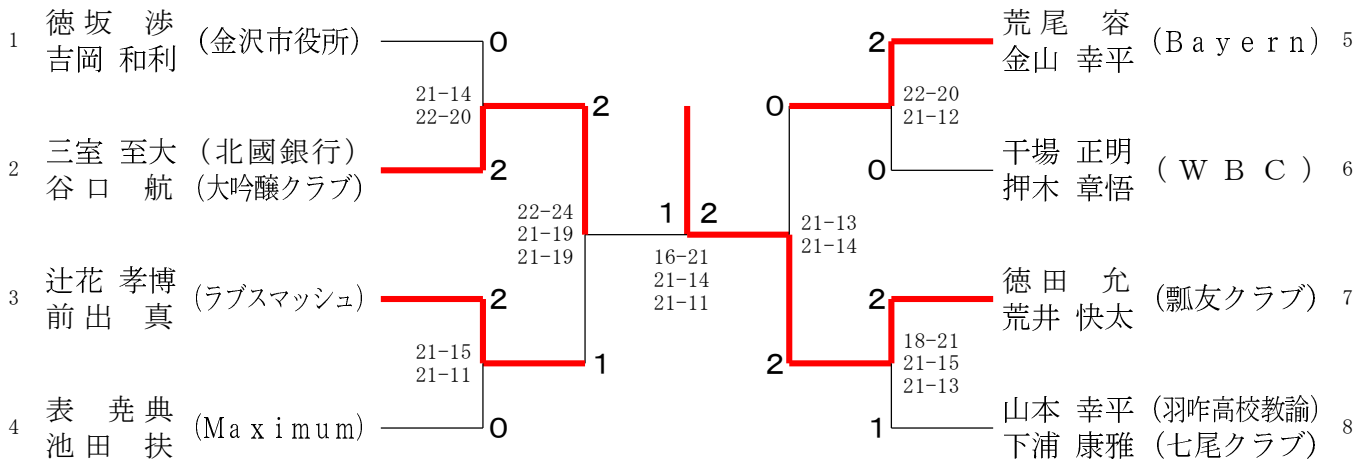 1 徳坂 渉 (金沢市役所) 0
吉岡 和利
21-14
22-20
2 三室 至大 (北國銀行) 2
谷口 航 (大吟醸クラブ)
2
22-24
21-19
21-19
3 辻花 孝博 (ラブスマッシュ) 2
前出 真
21-15
21-11
1
4 表 尭典 (Maximum) 0
池田 扶
1 2
16-21
21-14
21-11
2 荒尾 容 (Bayern) 5
金山 幸平
0
22-20
21-12
0 干場 正明 (WBC) 6
押木 章悟
21-13
21-14
2 徳田 允 (瓢友クラブ) 7
荒井 快太
2
18-21
21-15
21-13
1 山本 幸平 (羽咋高校教諭) 8
下浦 康雅 (七尾クラブ)